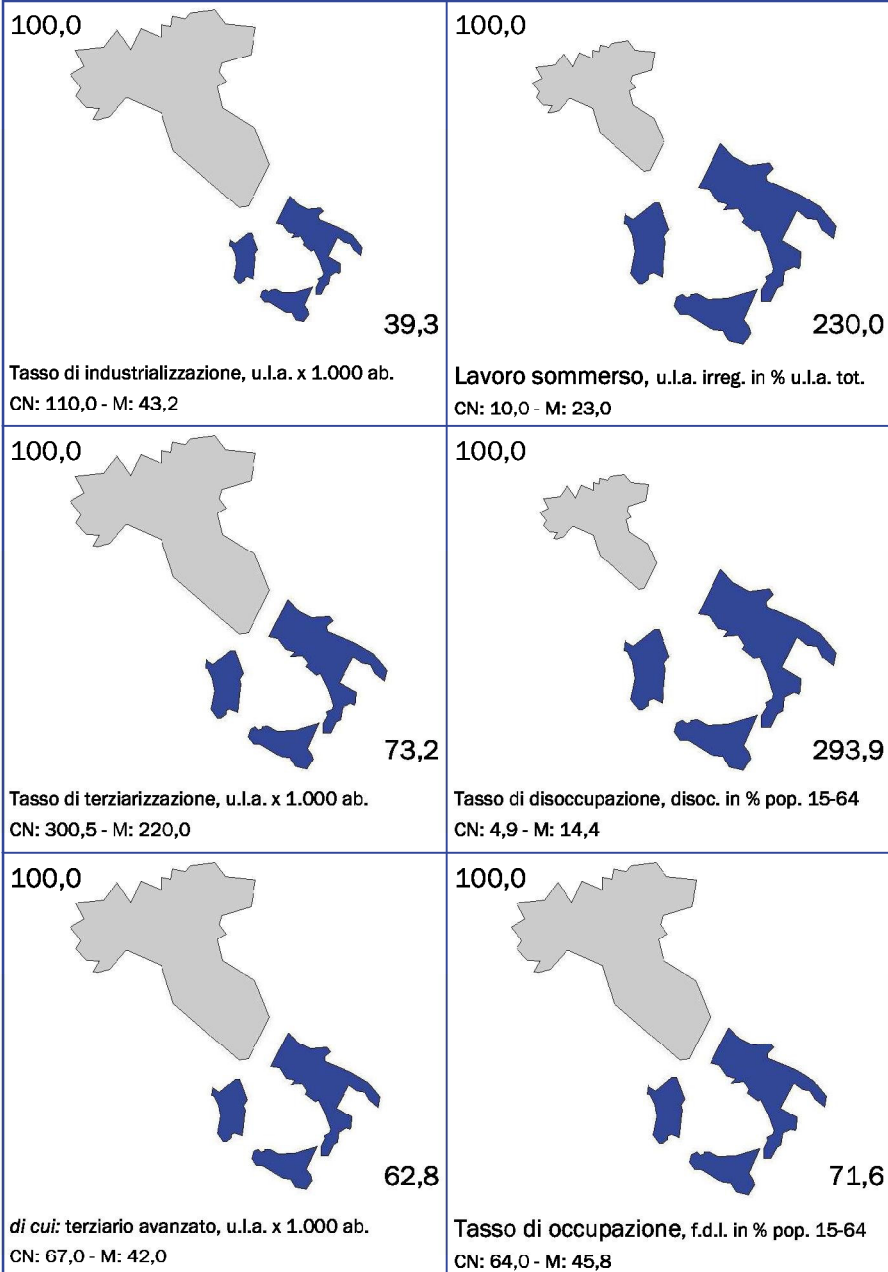 100,0
39,3
Tasso di industrializzazione, u.l.a. x 1.000 ab.
CN: 110,0 - M: 43,2
100,0
230,0
Lavoro sommerso, u.l.a. irreg. in % u.l.a. tot.
CN: 10,0 - M: 23,0
100,0
73,2
Tasso di terziarizzazione, u.l.a. x 1.000 ab.
CN: 300,5 - M: 220,0
100,0
293,9
Tasso di disoccupazione, disoc. in % pop. 15-64
CN: 4,9 - M: 14,4
100,0
62,8
di cui: terziario avanzato, u.l.a. x 1.000 ab.
CN: 67,0 - M: 42,0
100,0
71,6
Tasso di occupazione, f.d.l. in % pop. 15-64
CN: 64,0 - M: 45,8